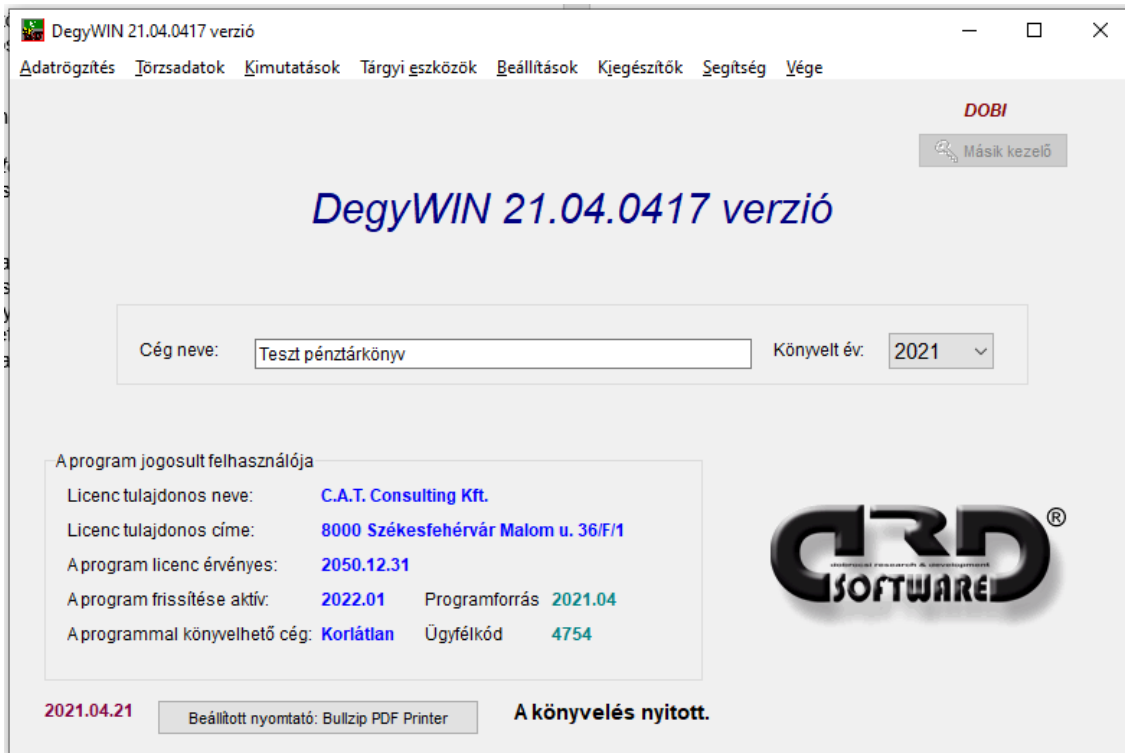 DegyWIN 21.04.0417 verzió
Adatrögzítés Törzsadatok Kimutatások Tárgyi eszközök Beállítások Kiegészítők Segítség Vége
DOBI
Másik kezelő
DegyWIN 21.04.0417 verzió
Cég neve: Teszt pénztárkönyv Könyvelt év: 2021
A program jogosult felhasználója
Licenc tulajdonos neve: C.A.T. Consulting Kft.
Licenc tulajdonos címe: 8000 Székesfehérvár Malom u. 36/F/1
A program licenc érvényes: 2050.12.31
A program frissítése aktív: 2022.01 Programforrás 2021.04
A programmal könyvelhető cég: Korlátlan Ügyfélkód 4754
DRD ®
dobrocsi research & development
SOFTWARE
2021.04.21 Beállított nyomtató: Bullzip PDF Printer A könyvelés nyitott.